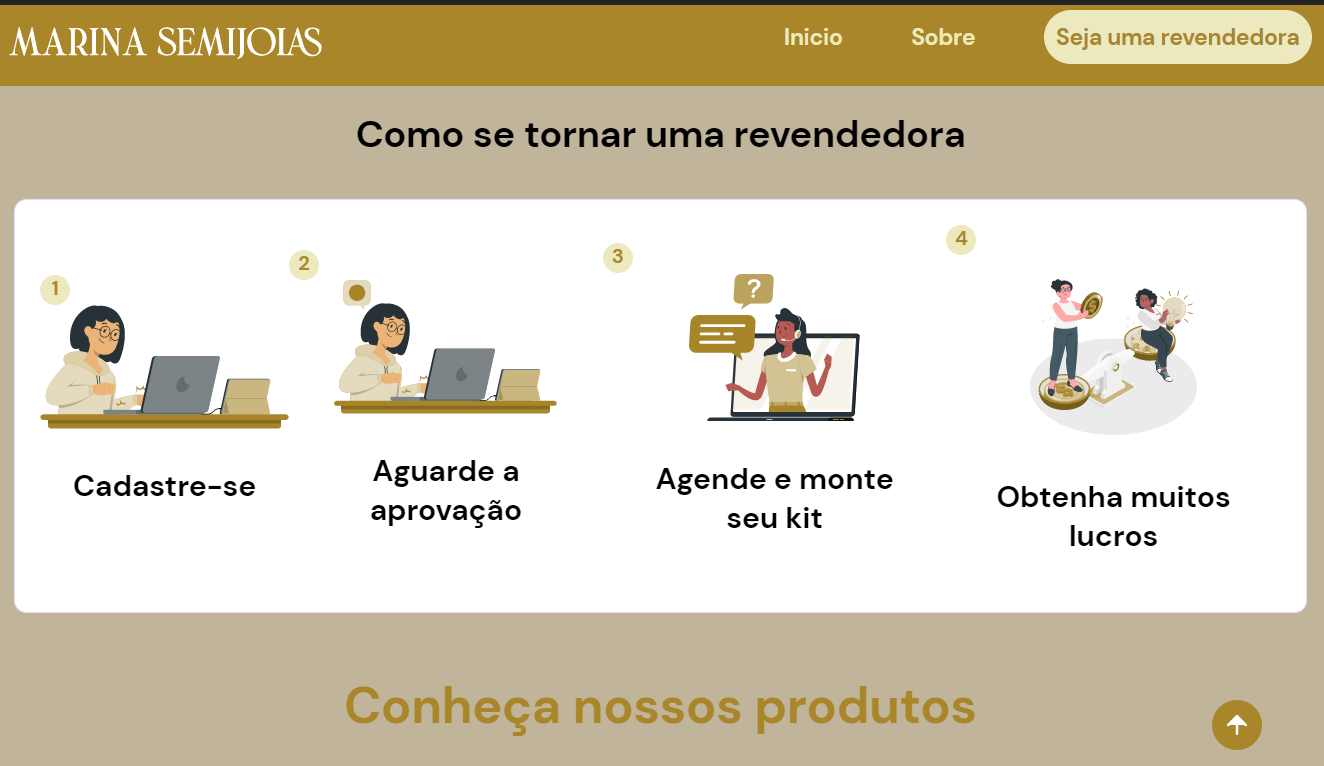 MARINA SEMIJOIAS
Inicio
Sobre
Seja uma revendedora
Como se tornar uma revendedora
1
Cadastre-se
2
Aguarde a
aprovação
3
?
Agende e monte
seu kit
4
Obtenha muitos
lucros
Conheça nossos produtos